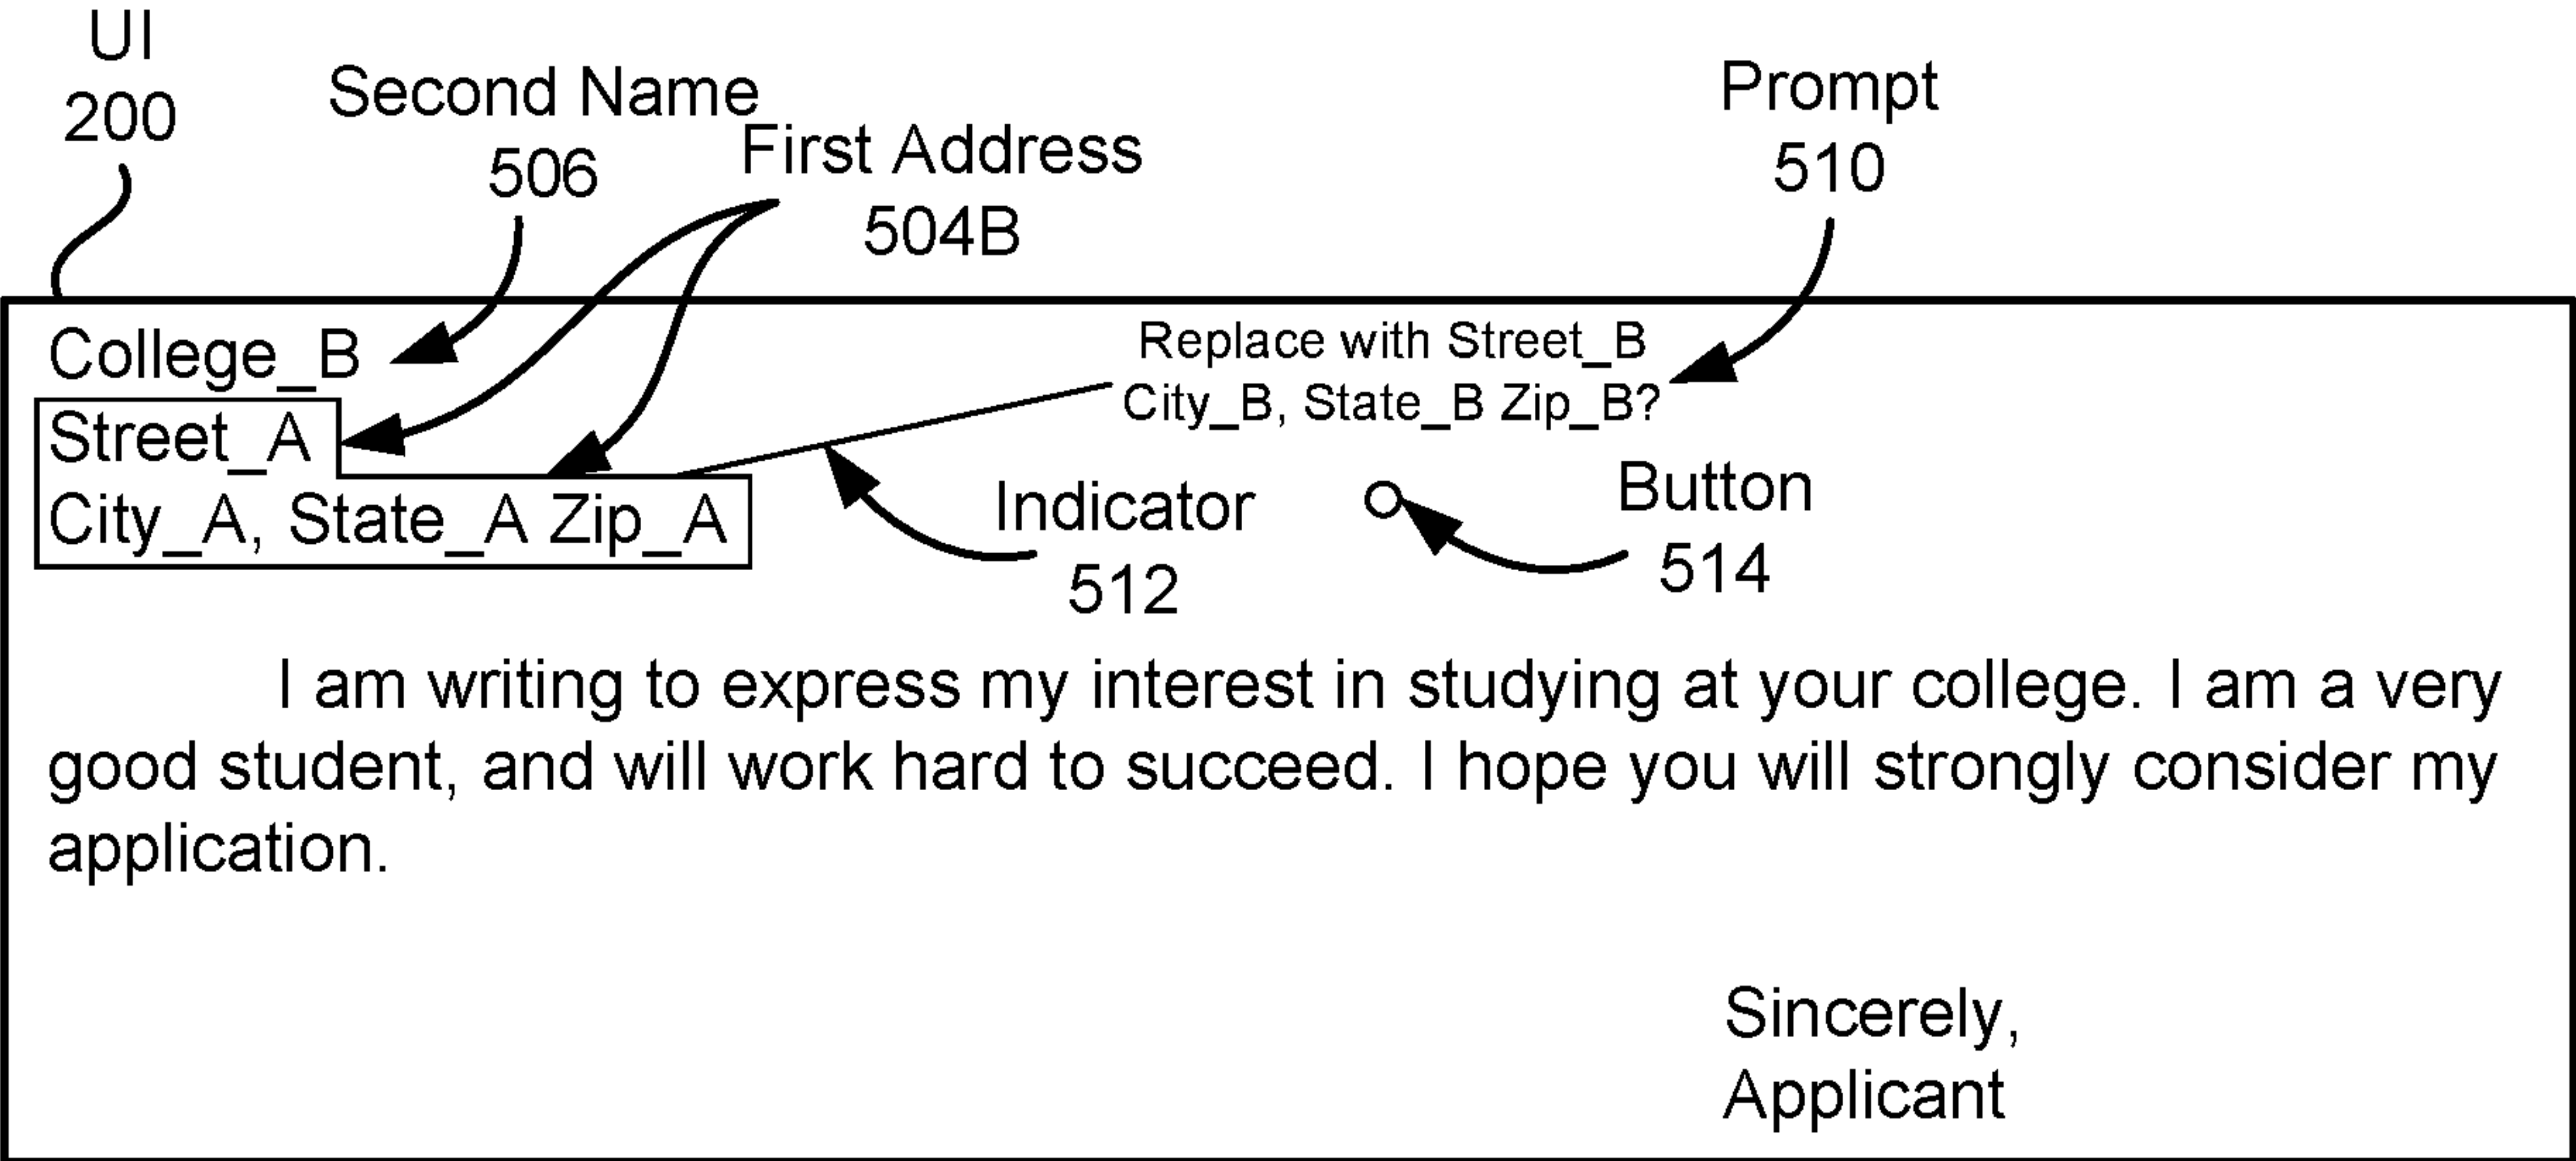 UI
200
Second Name
506
First Address
504B
Prompt
510
College_B
Street_A
City_A, State_A Zip_A
Replace with Street_B
City_B, State_B Zip_B?
Indicator
512
Button
514
I am writing to express my interest in studying at your college. I am a very
good student, and will work hard to succeed. I hope you will strongly consider my
application.
Sincerely,
Applicant